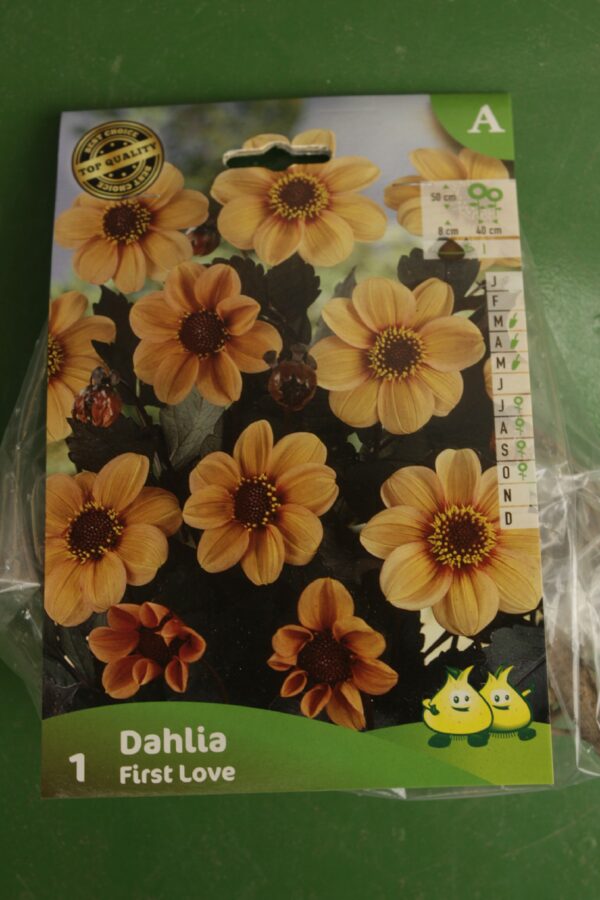 BEST CHOICE
TOP QUALITY
BEST CHOICE
A
50 cm
8 cm 40 cm
I
J
F
M
A
M
J
J
A
S
O
N
D
1
Dahlia
First Love